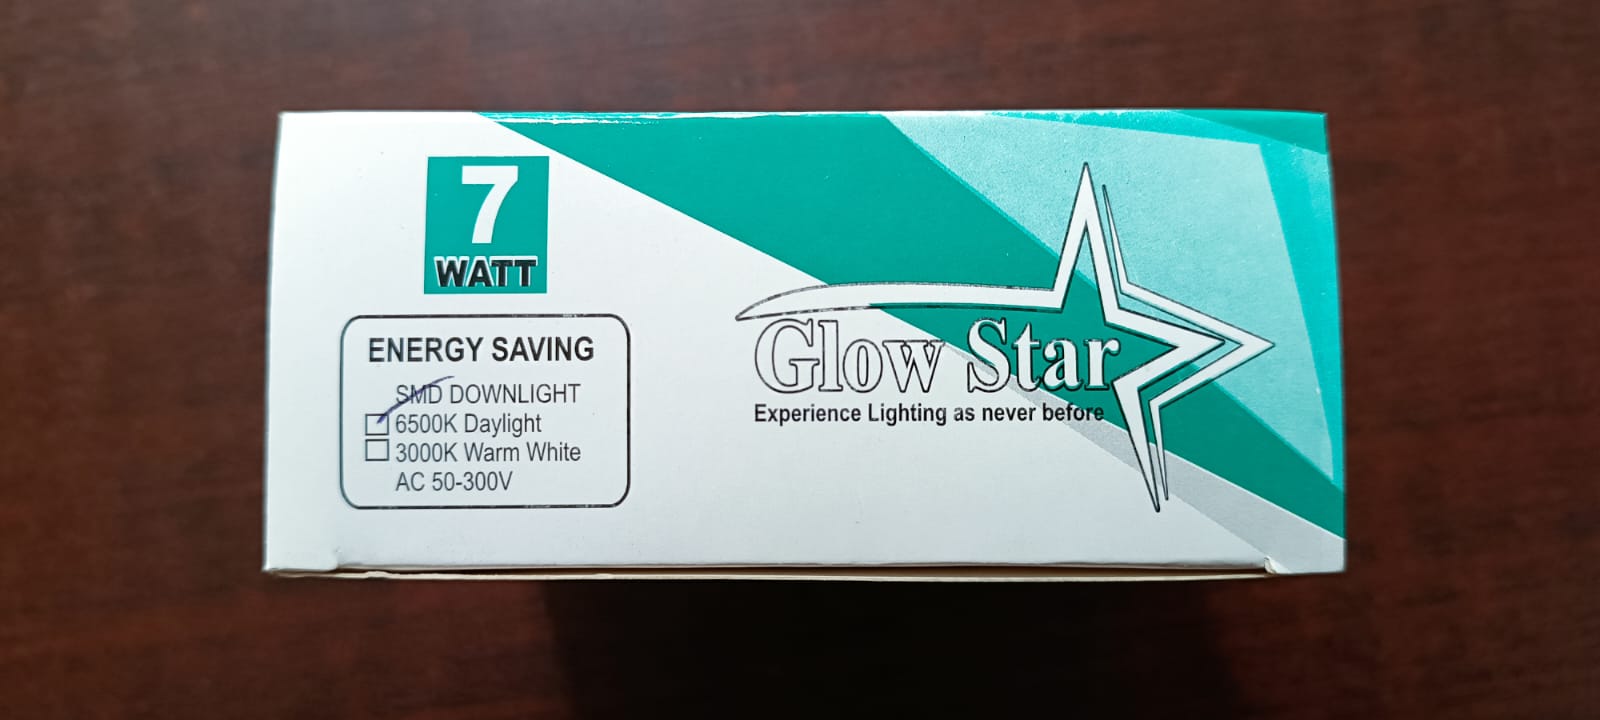 7
WATT
ENERGY SAVING
SMD DOWNLIGHT
6500K Daylight
3000K Warm White
AC 50-300V
Glow Star
Experience Lighting as never before